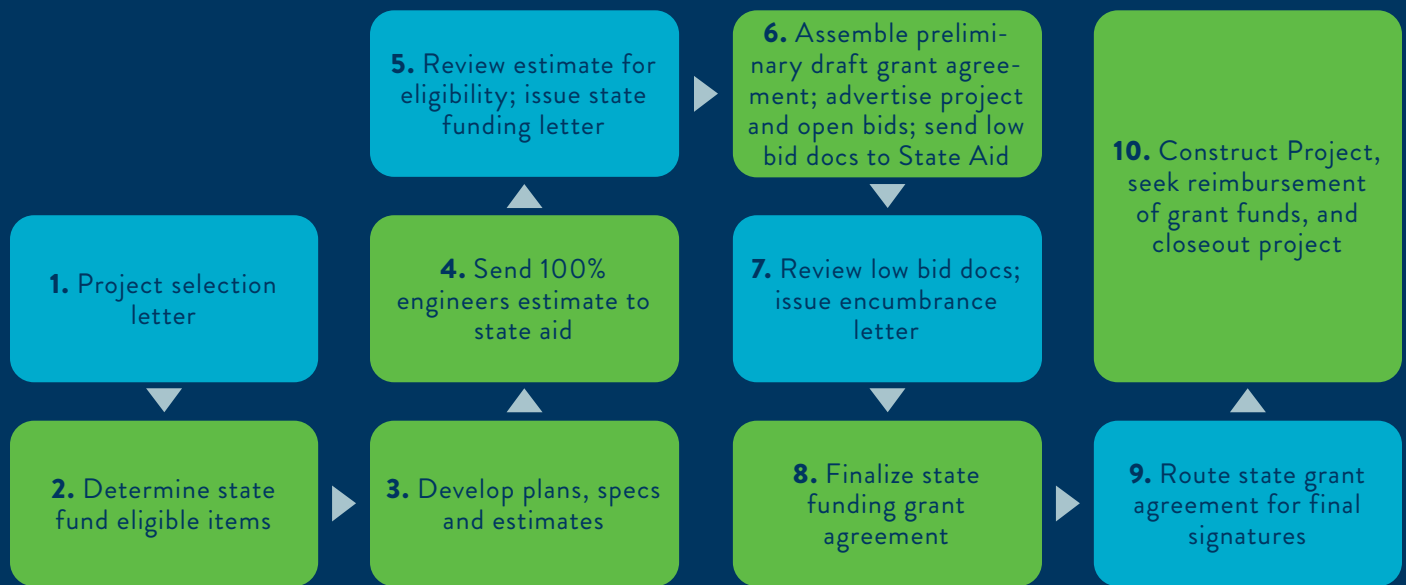 1. Project selection
letter
2. Determine state
fund eligible items
3. Develop plans, specs
and estimates
4. Send 100%
engineers estimate to
state aid
5. Review estimate for
eligibility; issue state
funding letter
6. Assemble prelimi-
nary draft grant agree-
ment; advertise project
and open bids; send low
bid docs to State Aid
7. Review low bid docs;
issue encumbrance
letter
8. Finalize state
funding grant
agreement
9. Route state grant
agreement for final
signatures
10. Construct Project,
seek reimbursement
of grant funds, and
closeout project